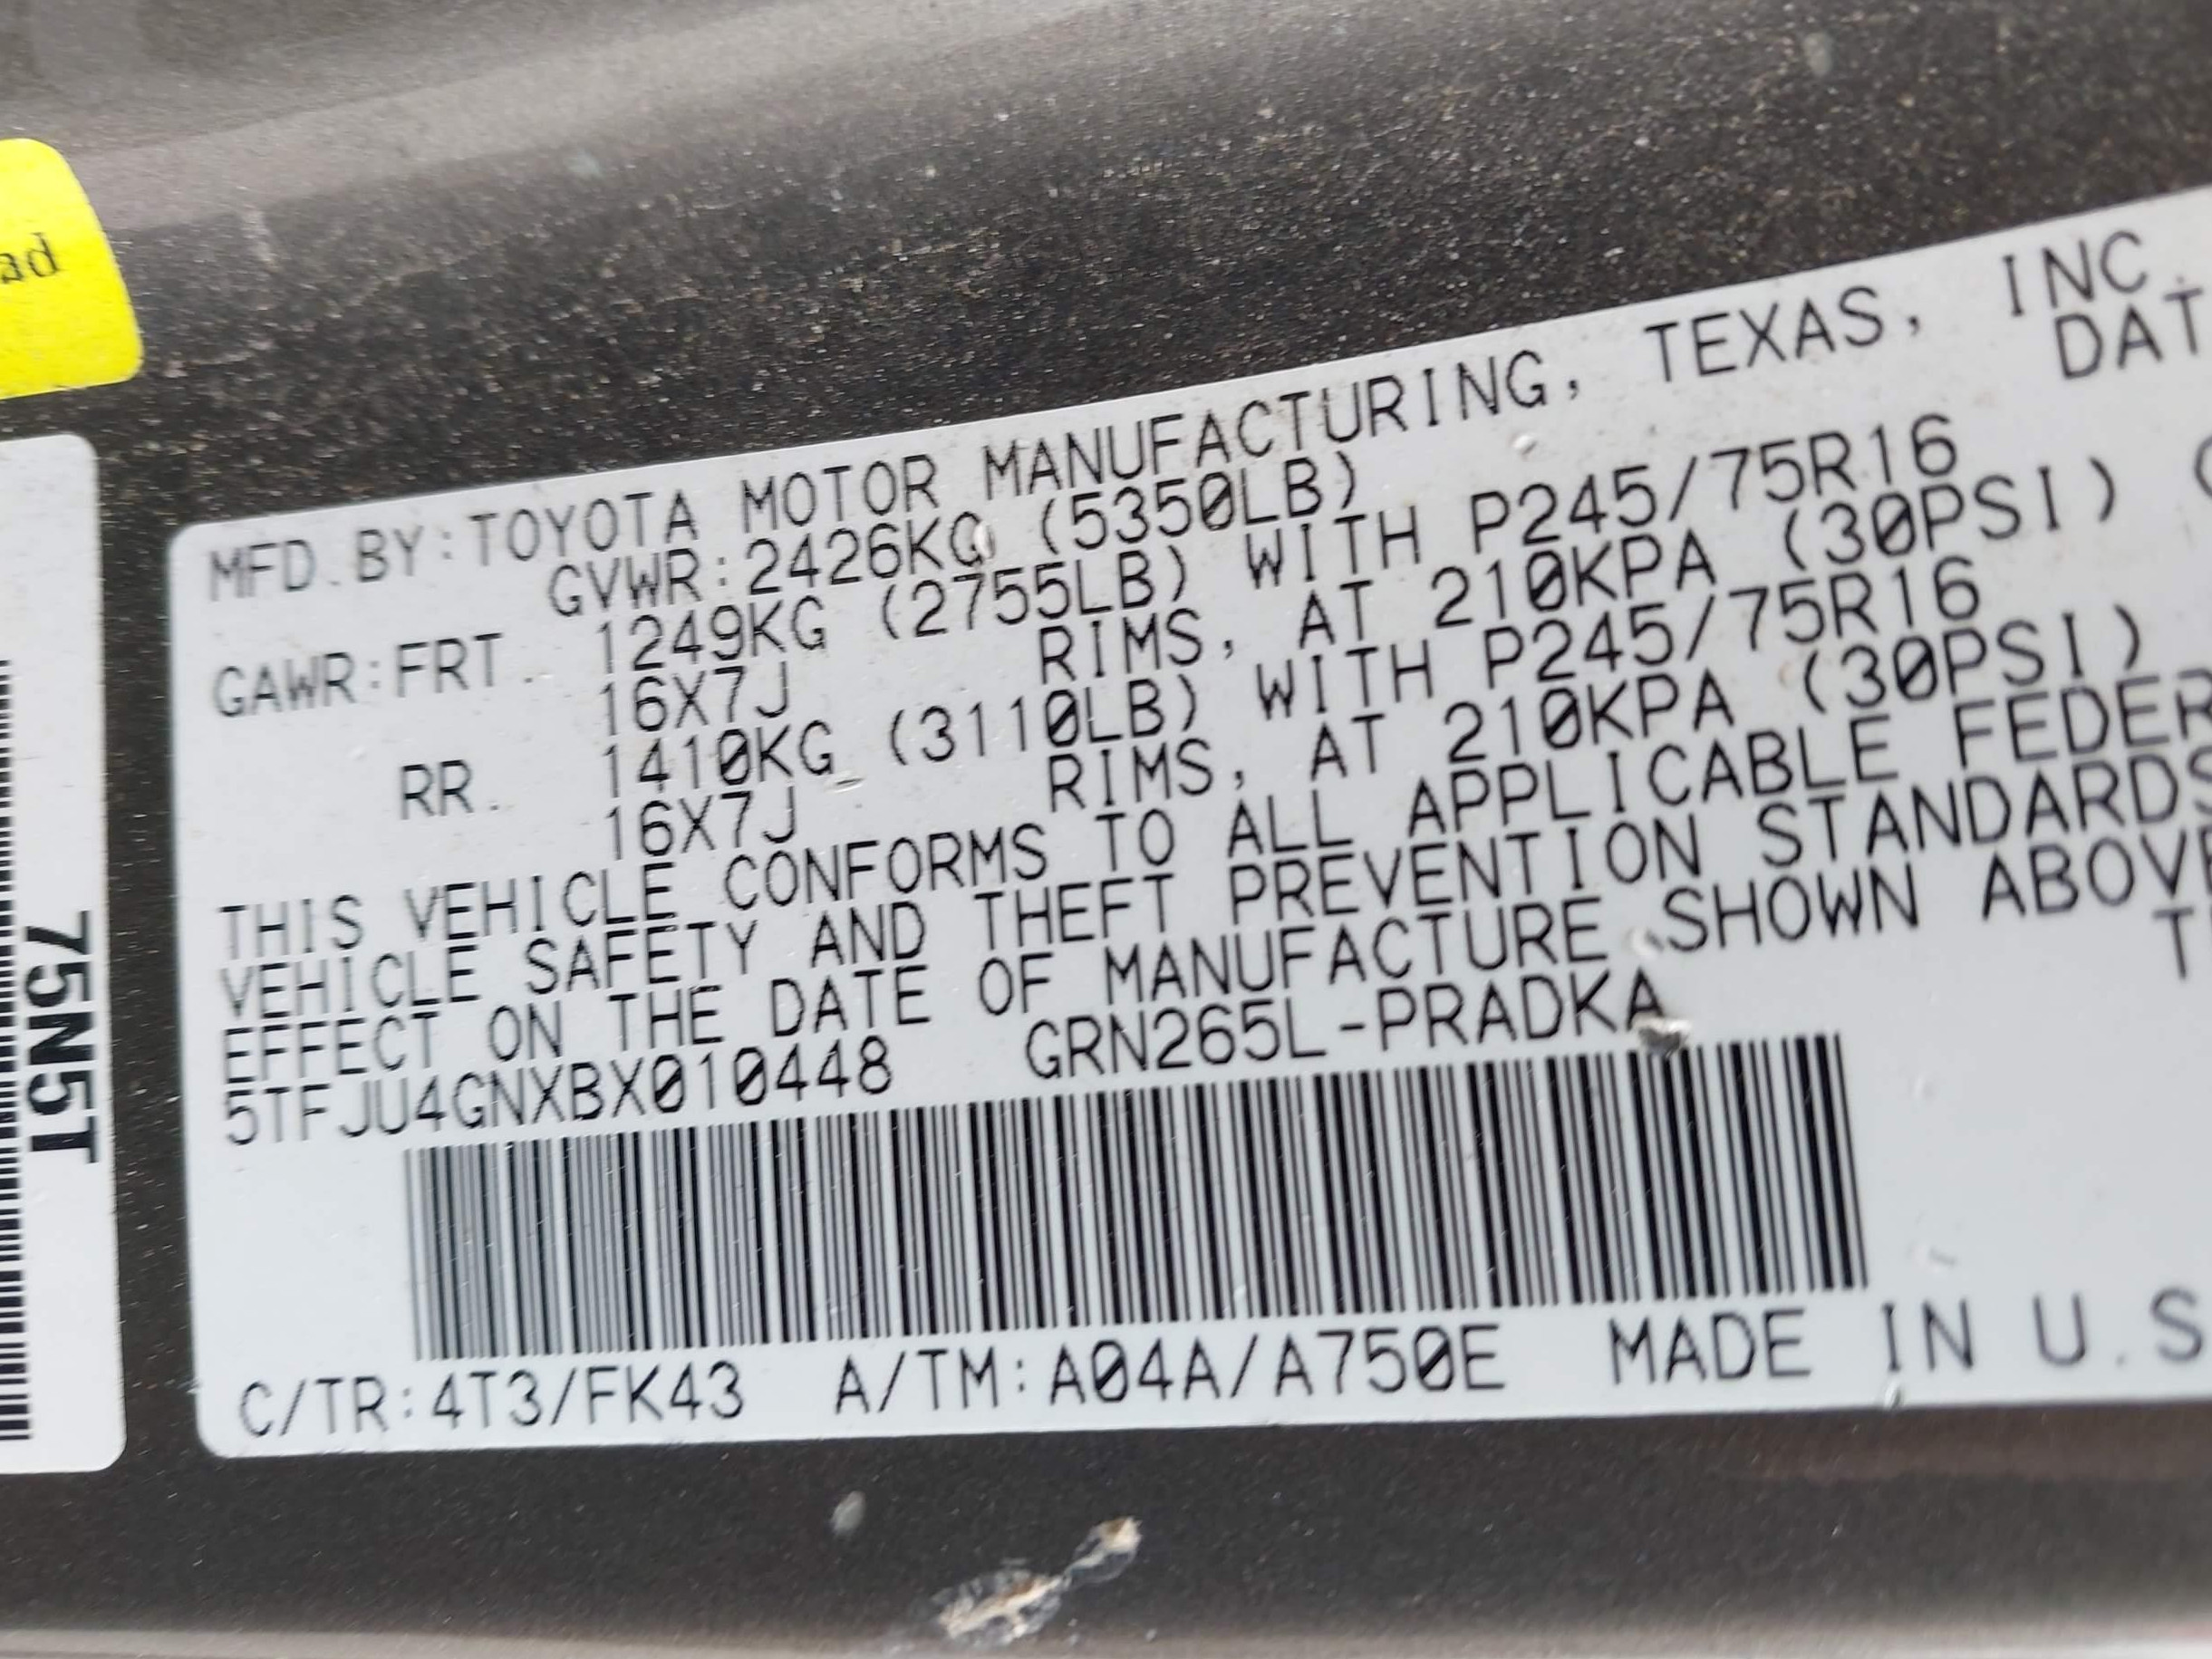 ad
75N5T
MFD.BY:TOYOTA MOTOR MANUFACTURING, TEXAS, INC.
DAT
GVWR:2426KG (5350LB)
GAWR:FRT. 1249KG (2755LB) WITH P245/75R16
16X7J RIMS, AT 210KPA (30PSI) (
RR. 1410KG (3110LB) WITH P245/75R16
16X7J RIMS, AT 210KPA (30PSI)
THIS VEHICLE CONFORMS TO ALL APPLICABLE FEDER
VEHICLE SAFETY AND THEFT PREVENTION STANDARDS
EFFECT ON THE DATE OF MANUFACTURE SHOWN ABOVE
T
5TFJU4GNXBX010448 GRN265L-PRADKA
C/TR:4T3/FK43 A/TM:A04A/A750E MADE IN U.S